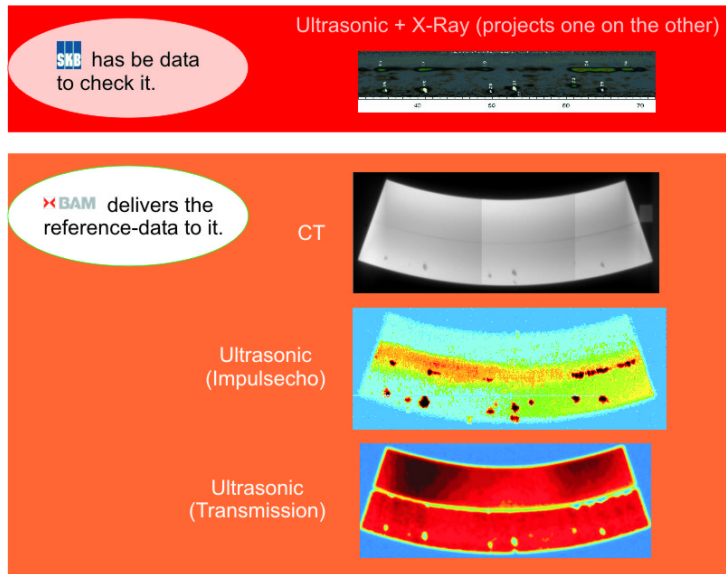 Ultrasonic + X-Ray (projects one on the other)
SKB has be data
to check it.
40
50
60
70
BAM delivers the
reference-data to it.
CT
Ultrasonic
(Impulsecho)
Ultrasonic
(Transmission)